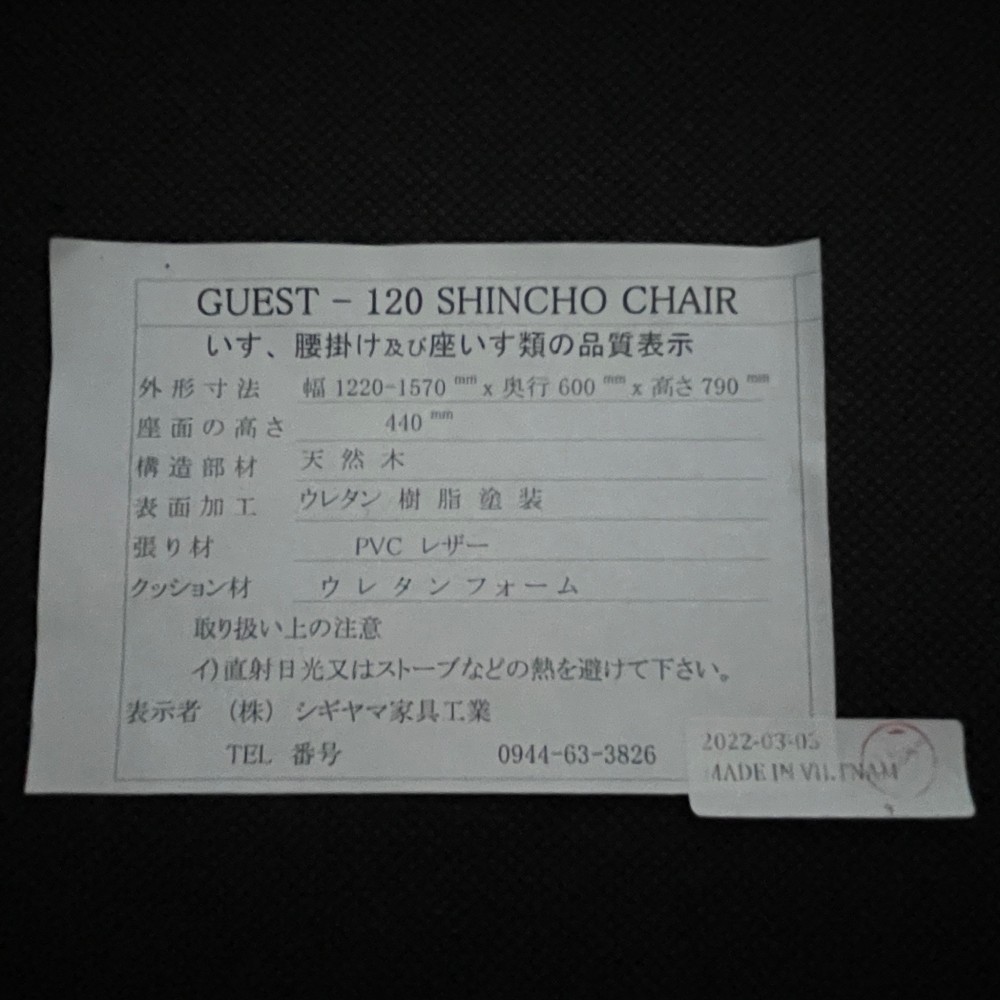 GUEST - 120 SHINCHO CHAIR
いす、腰掛け及び座いす類の品質表示
外形寸法 幅 1220-1570 mm x 奥行 600 mm x 高さ 790 mm
座面の高さ 440 mm
構造部材 天然木
表面加工 ウレタン樹脂塗装
張り材 PVC レザー
クッション材 ウレタンフォーム
取り扱い上の注意
イ)直射日光又はストーブなどの熱を避けて下さい。
表示者 (株) シギヤマ家具工業
TEL 番号 0944-63-3826
2022-03-03
MADE IN VIETNAM